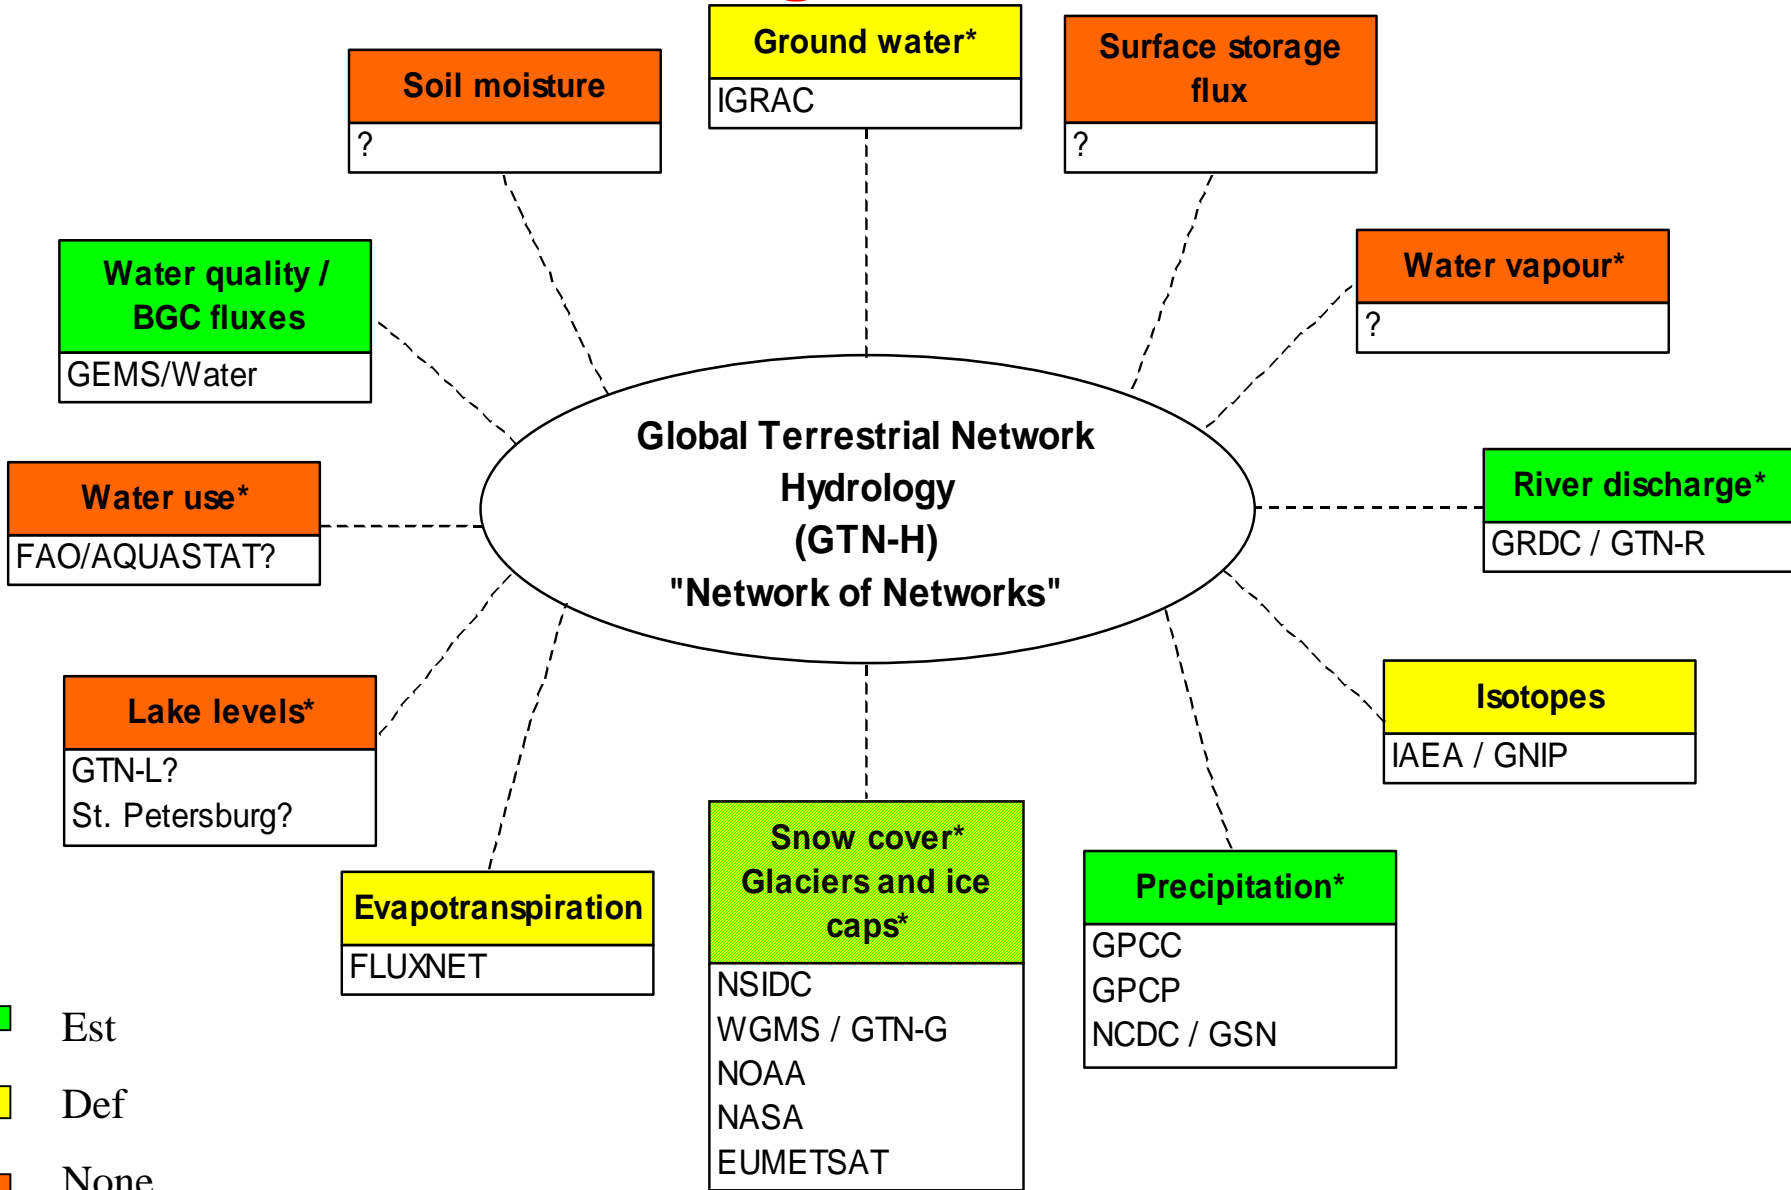 Ground water*
IGRAC
Surface storage
flux
?
Soil moisture
?
Water quality /
BGC fluxes
GEMS/Water
Water vapour*
?
Global Terrestrial Network
Hydrology
(GTN-H)
"Network of Networks"
Water use*
FAO/AQUASTAT?
River discharge*
GRDC / GTN-R
Lake levels*
GTN-L?
St. Petersburg?
Isotopes
IAEA / GNIP
Evapotranspiration
FLUXNET
Snow cover*
Glaciers and ice
caps*
NSIDC
WGMS / GTN-G
NOAA
NASA
EUMETSAT
Precipitation*
GPCC
GPCP
NCDC / GSN
Est
Def
None